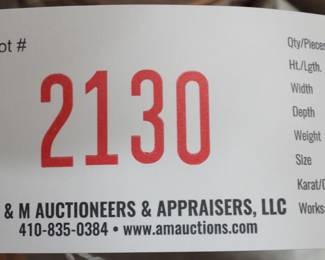 ot #
2130
& M AUCTIONEERS & APPRAISERS, LLC
410-835-0384 • www.amauctions.com
Qty/Pieces
Ht./Lgth.
Width
Depth
Weight
Size
Karat/
Works